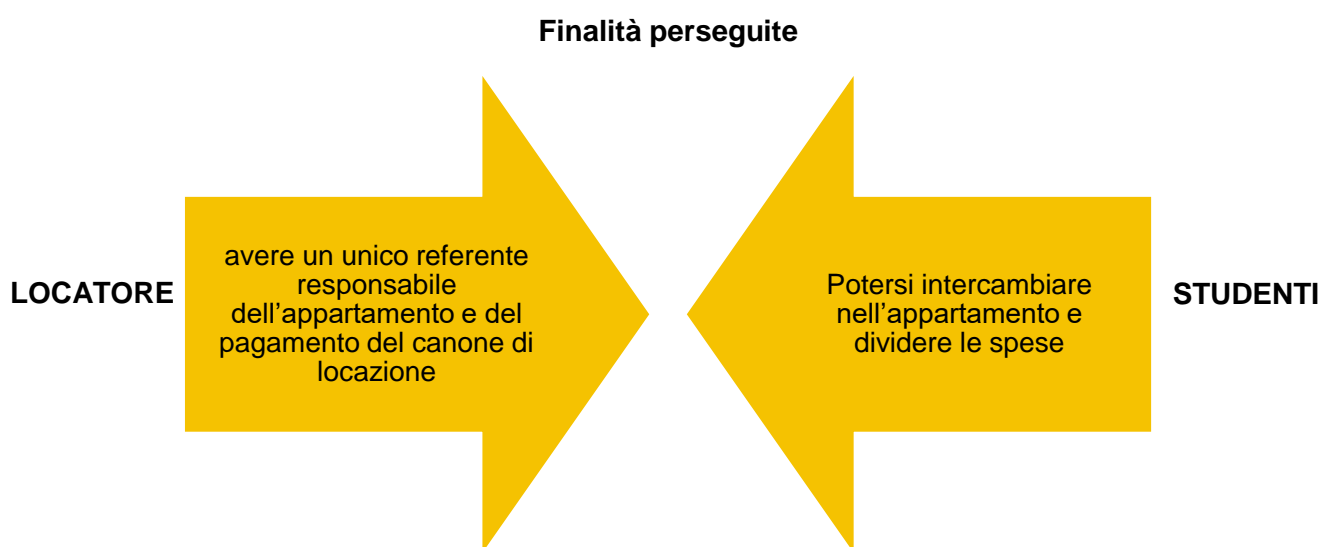 Finalità perseguite
LOCATORE
avere un unico referente
responsabile
dell’appartamento e del
pagamento del canone di
locazione
Potersi intercambiare
nell’appartamento e
dividere le spese
STUDENTI